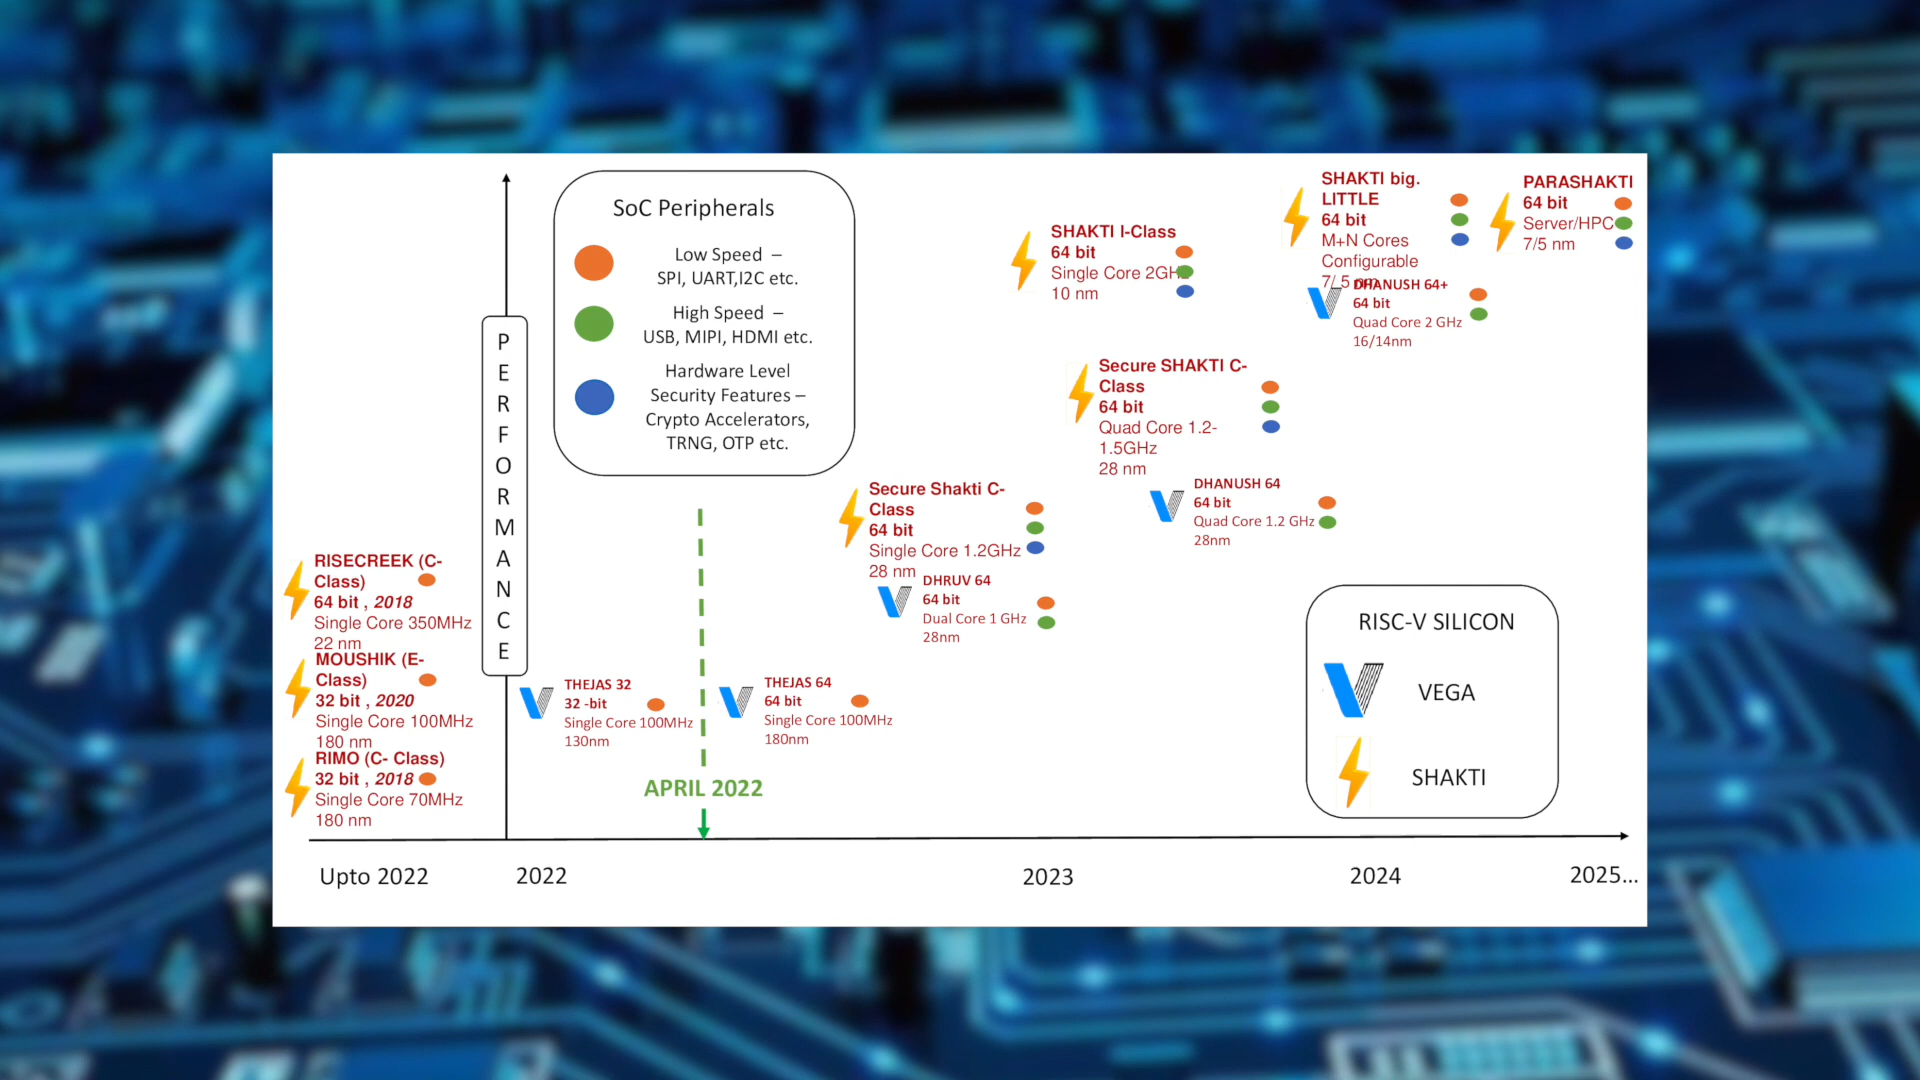 SoC Peripherals
Low Speed –
SPI, UART,I2C etc.
High Speed –
USB, MIPI, HDMI etc.
Hardware Level
Security Features –
Crypto Accelerators,
TRNG, OTP etc.
PERFORMANCE
RISECREEK (C-
Class)
64 bit , 2018
Single Core 350MHz
22 nm
MOUSHIK (E-
Class)
32 bit , 2020
Single Core 100MHz
180 nm
RIMO (C- Class)
32 bit , 2018
Single Core 70MHz
180 nm
THEJAS 32
32 -bit
Single Core 100MHz
130nm
THEJAS 64
64 bit
Single Core 100MHz
180nm
APRIL 2022
Secure Shakti C-
Class
64 bit
Single Core 1.2GHz
28 nm
DHRUV 64
64 bit
Dual Core 1 GHz
28nm
SHAKTI I-Class
64 bit
Single Core 2GHz
10 nm
Secure SHAKTI C-
Class
64 bit
Quad Core 1.2-
1.5GHz
28 nm
DHANUSH 64
64 bit
Quad Core 1.2 GHz
28nm
SHAKTI big.
LITTLE
64 bit
M+N Cores
Configurable
7/ 5 nm
DHANUSH 64+
64 bit
Quad Core 2 GHz
16/14nm
PARASHAKTI
64 bit
Server/HPC
7/5 nm
RISC-V SILICON
VEGA
SHAKTI
Upto 2022
2022
2023
2024
2025...